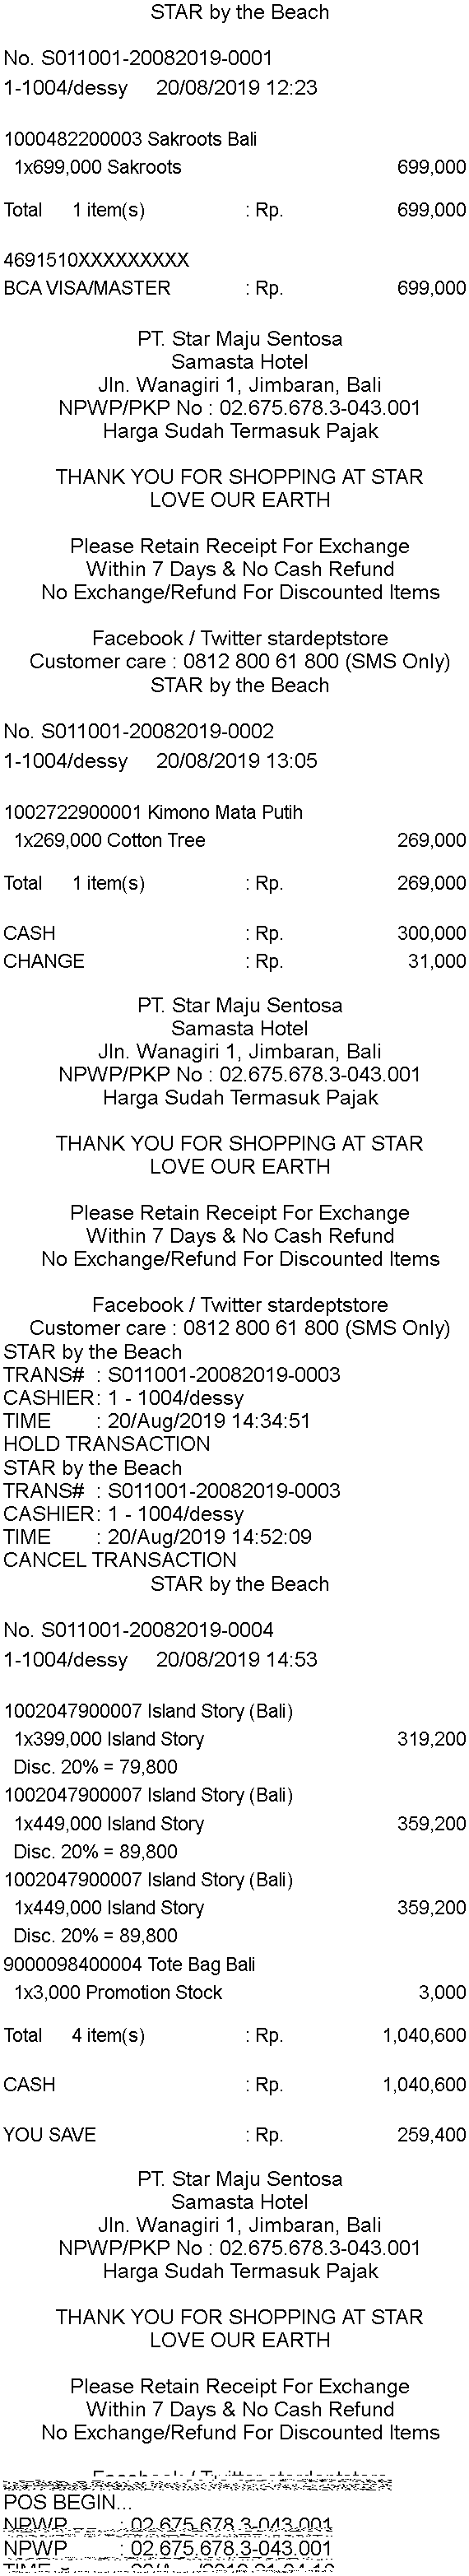 STAR by the Beach
No. S011001-20082019-0001
1-1004/dessy 20/08/2019 12:23
1000482200003 Sakroots Bali
1x699,000 Sakroots 699,000
Total 1 item(s) : Rp. 699,000
4691510XXXXXXXXX
BCA VISA/MASTER : Rp. 699,000
PT. Star Maju Sentosa
Samasta Hotel
Jln. Wanagiri 1, Jimbaran, Bali
NPWP/PKP No : 02.675.678.3-043.001
Harga Sudah Termasuk Pajak
THANK YOU FOR SHOPPING AT STAR
LOVE OUR EARTH
Please Retain Receipt For Exchange
Within 7 Days & No Cash Refund
No Exchange/Refund For Discounted Items
Facebook / Twitter stardeptstore
Customer care : 0812 800 61 800 (SMS Only)
STAR by the Beach
No. S011001-20082019-0002
1-1004/dessy 20/08/2019 13:05
1002722900001 Kimono Mata Putih
1x269,000 Cotton Tree 269,000
Total 1 item(s) : Rp. 269,000
CASH : Rp. 300,000
CHANGE : Rp. 31,000
PT. Star Maju Sentosa
Samasta Hotel
Jln. Wanagiri 1, Jimbaran, Bali
NPWP/PKP No : 02.675.678.3-043.001
Harga Sudah Termasuk Pajak
THANK YOU FOR SHOPPING AT STAR
LOVE OUR EARTH
Please Retain Receipt For Exchange
Within 7 Days & No Cash Refund
No Exchange/Refund For Discounted Items
Facebook / Twitter stardeptstore
Customer care : 0812 800 61 800 (SMS Only)
STAR by the Beach
TRANS# : S011001-20082019-0003
CASHIER : 1 - 1004/dessy
TIME : 20/Aug/2019 14:34:51
HOLD TRANSACTION
STAR by the Beach
TRANS# : S011001-20082019-0003
CASHIER : 1 - 1004/dessy
TIME : 20/Aug/2019 14:52:09
CANCEL TRANSACTION
STAR by the Beach
No. S011001-20082019-0004
1-1004/dessy 20/08/2019 14:53
1002047900007 Island Story (Bali)
1x399,000 Island Story 319,200
Disc. 20% = 79,800
1002047900007 Island Story (Bali)
1x449,000 Island Story 359,200
Disc. 20% = 89,800
1002047900007 Island Story (Bali)
1x449,000 Island Story 359,200
Disc. 20% = 89,800
9000098400004 Tote Bag Bali
1x3,000 Promotion Stock 3,000
Total 4 item(s) : Rp. 1,040,600
CASH : Rp. 1,040,600
YOU SAVE : Rp. 259,400
PT. Star Maju Sentosa
Samasta Hotel
Jln. Wanagiri 1, Jimbaran, Bali
NPWP/PKP No : 02.675.678.3-043.001
Harga Sudah Termasuk Pajak
THANK YOU FOR SHOPPING AT STAR
LOVE OUR EARTH
Please Retain Receipt For Exchange
Within 7 Days & No Cash Refund
No Exchange/Refund For Discounted Items
Facebook / Twitter stardeptstore
POS BEGIN...
NPWP : 02.675.678.3-043.001
NPWP : 02.675.678.3-043.001